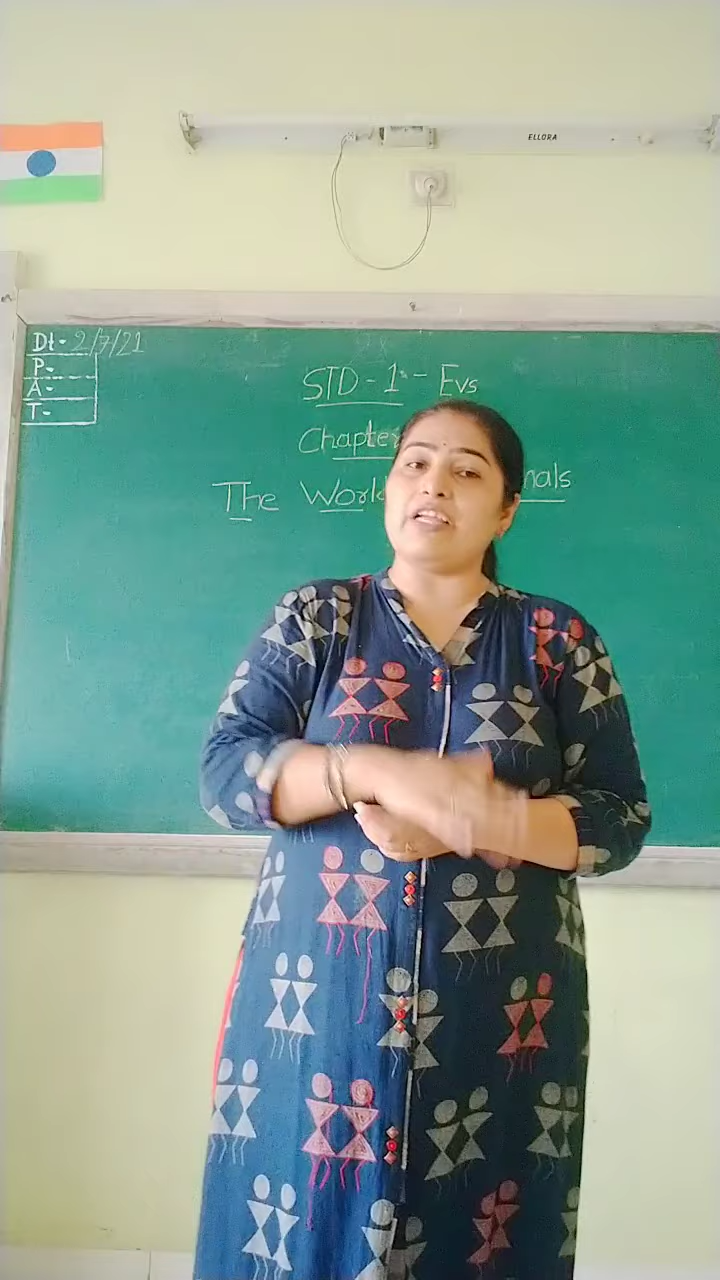 ELLORA
Dt- 2/7/21
P-
A-
T-
STD-1st- Evs
Chapter
The World nals